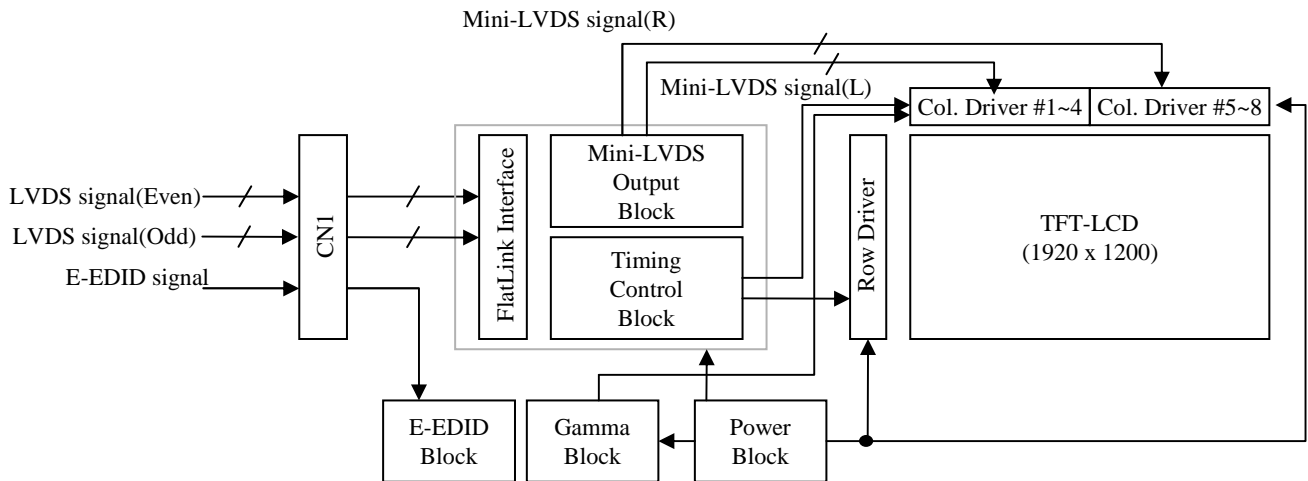 Mini-LVDS signal(R)
Mini-LVDS signal(L)
Col. Driver #1~4
Col. Driver #5~8
LVDS signal(Even)
LVDS signal(Odd)
E-EDID signal
CN1
FlatLink Interface
Mini-LVDS
Output
Block
Timing
Control
Block
Row Driver
TFT-LCD
(1920 x 1200)
E-EDID
Block
Gamma
Block
Power
Block